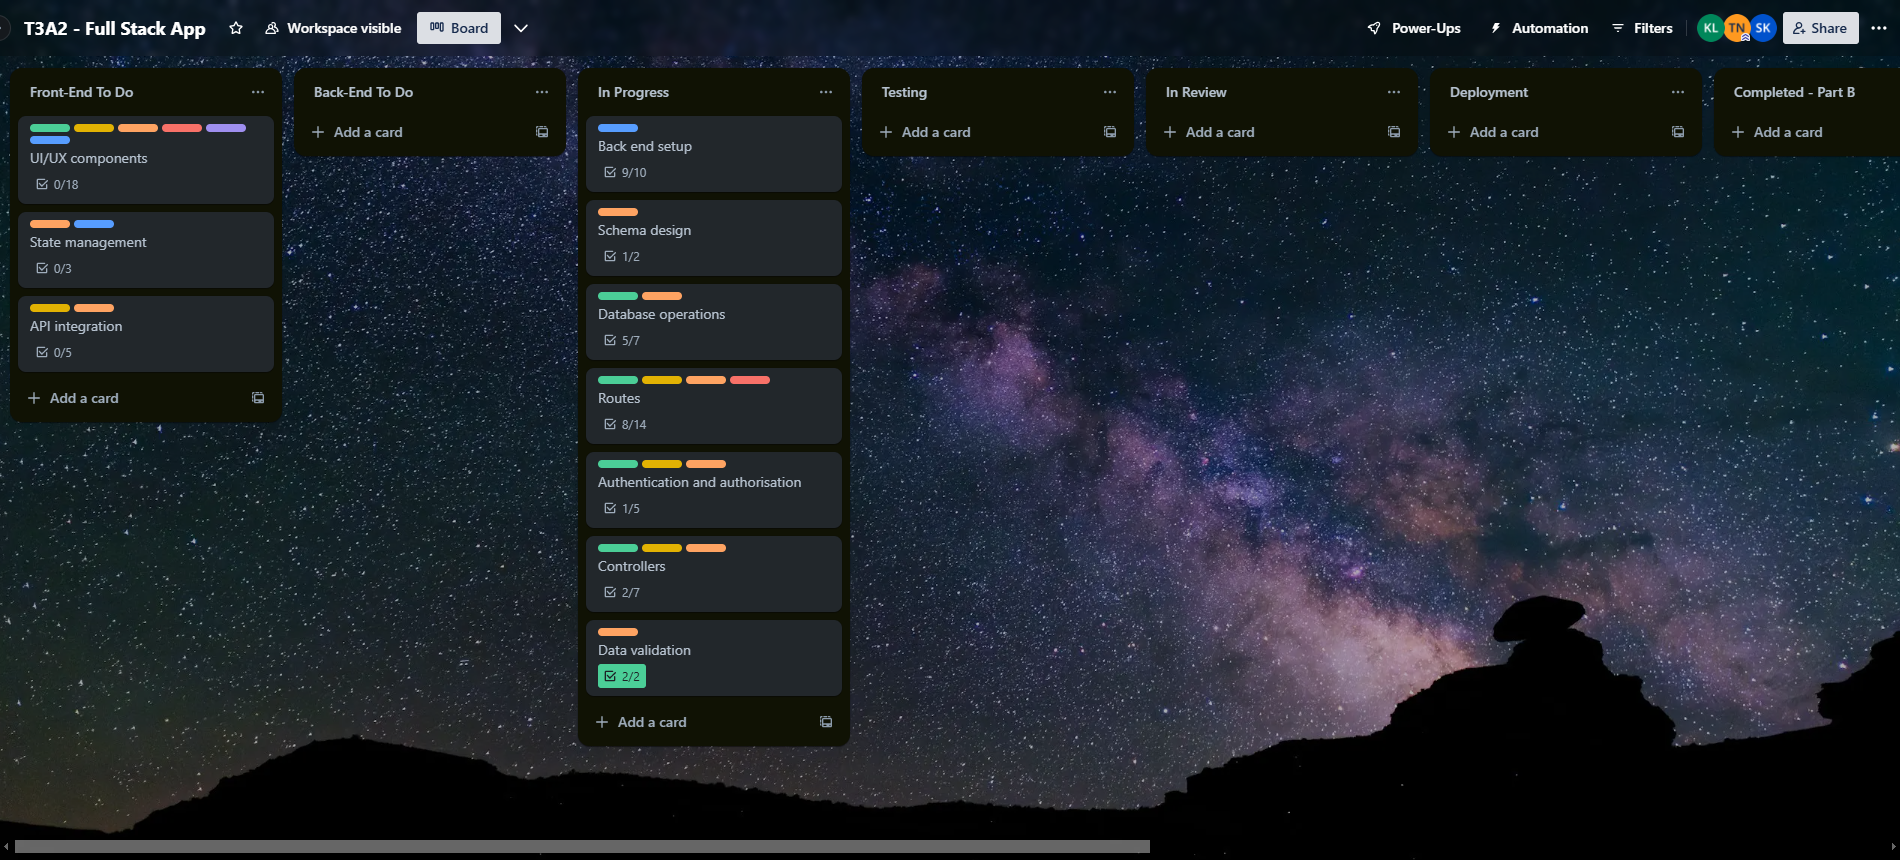 T3A2 - Full Stack App
Workspace visible
Board
Power-Ups
Automation
Filters
KL
TN
SK
Share
Front-End To Do
UI/UX components
0/18
State management
0/3
API integration
0/5
Add a card
Back-End To Do
Add a card
In Progress
Back end setup
9/10
Schema design
1/2
Database operations
5/7
Routes
8/14
Authentication and authorisation
1/5
Controllers
2/7
Data validation
2/2
Add a card
Testing
Add a card
In Review
Add a card
Deployment
Add a card
Completed - Part B
Add a card